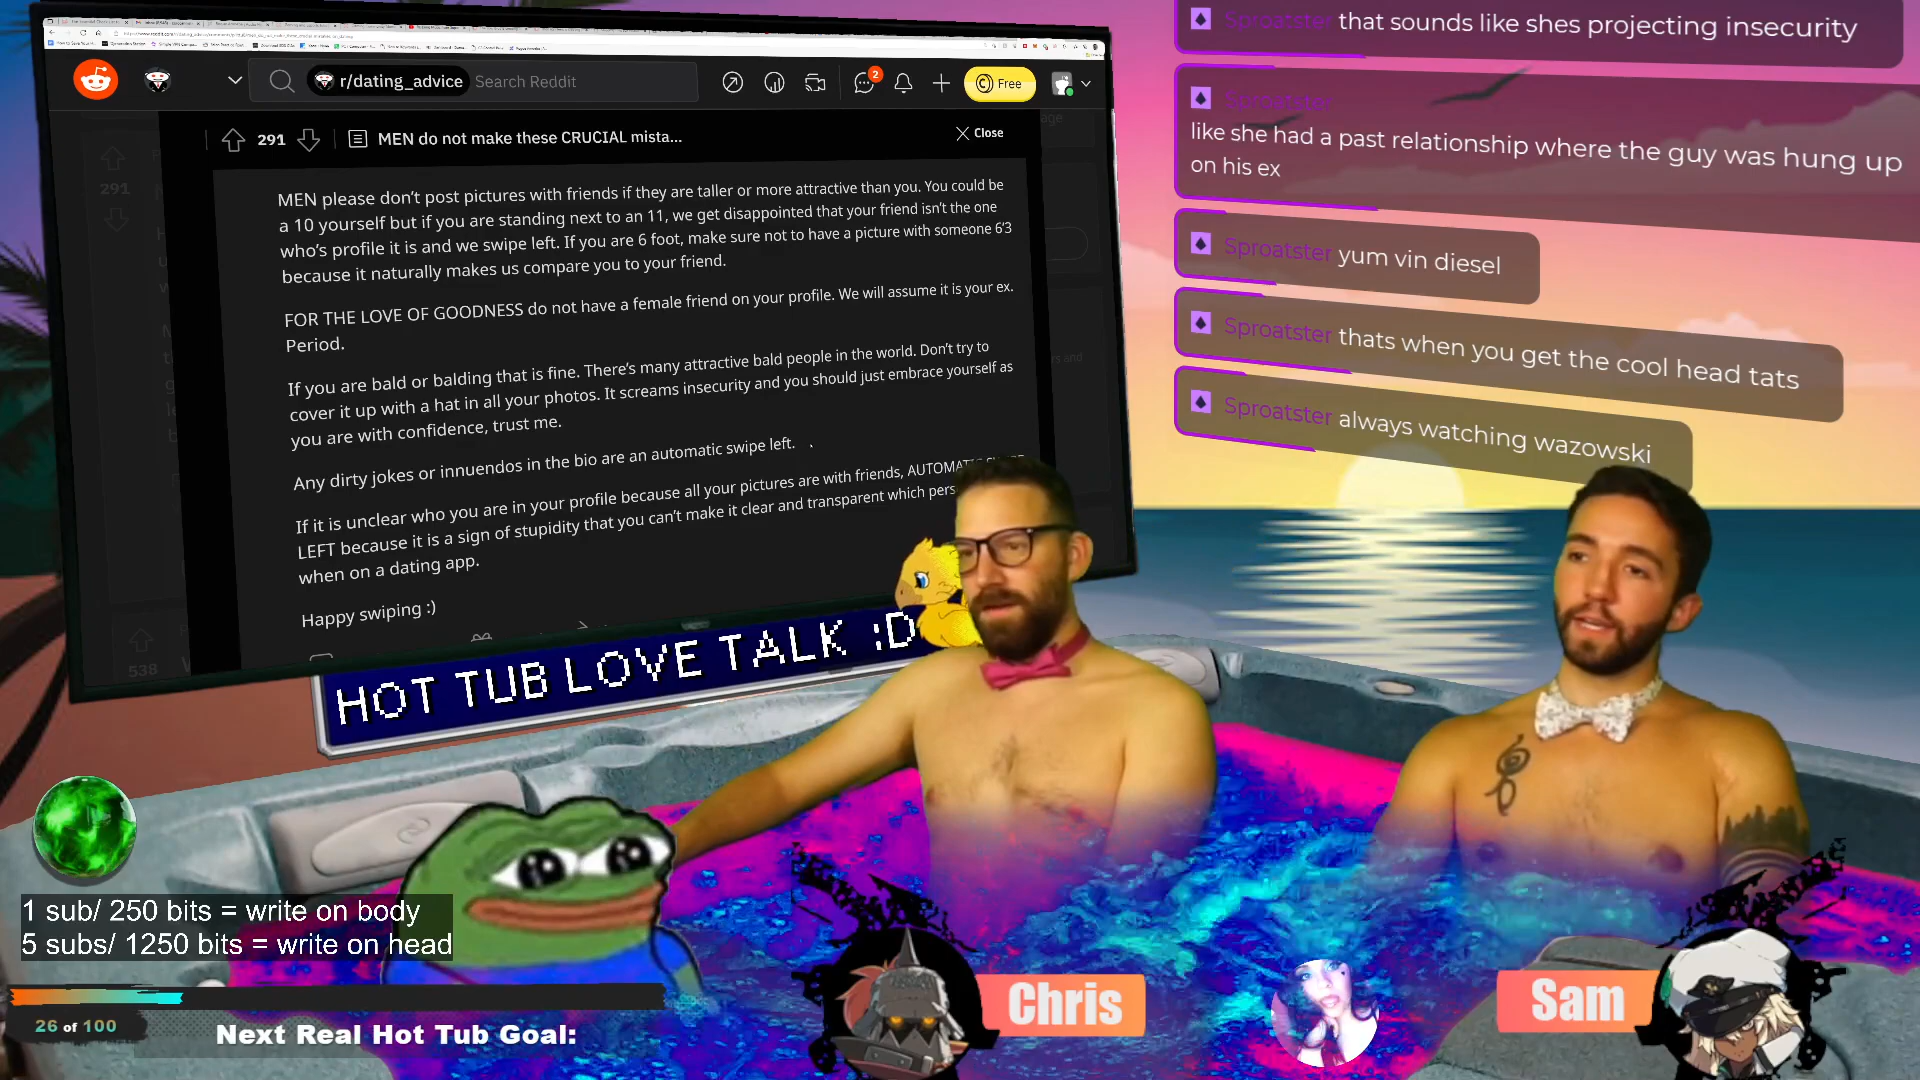 r/dating_advice Search Reddit
2
Free
291
MEN do not make these CRUCIAL mista...
Close
291
MEN please don't post pictures with friends if they are taller or more attractive than you. You could be
a 10 yourself but if you are standing next to an 11, we get disappointed that your friend isn't the one
who's profile it is and we swipe left. If you are 6 foot, make sure not to have a picture with someone 6'3
because it naturally makes us compare you to your friend.
FOR THE LOVE OF GOODNESS do not have a female friend on your profile. We will assume it is your ex.
Period.
If you are bald or balding that is fine. There's many attractive bald people in the world. Don't try to
cover it up with a hat in all your photos. It screams insecurity and you should just embrace yourself as
you are with confidence, trust me.
Any dirty jokes or innuendos in the bio are an automatic swipe left.
If it is unclear who you are in your profile because all your pictures are with friends,
LEFT because it is a sign of stupidity that you can't make it clear and transparent which
when on a dating app.
Happy swiping :)
538
HOT TUB LOVE TALK :D
Sproatster that sounds like shes projecting insecurity
Sproatster
like she had a past relationship where the guy was hung up
on his ex
Sproatster yum vin diesel
Sproatster thats when you get the cool head tats
Sproatster always watching wazowski
1 sub/ 250 bits = write on body
5 subs/ 1250 bits = write on head
26 of 100
Next Real Hot Tub Goal:
Chris
Sam